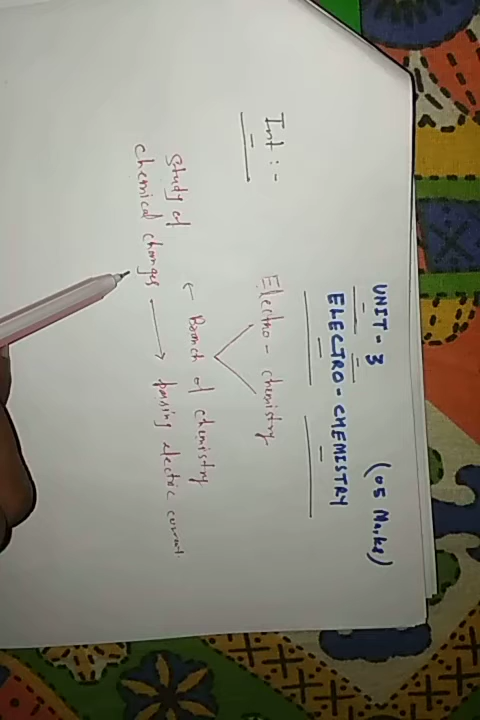 UNIT - 3 (05 Marks)
ELECTRO - CHEMISTRY
Int :- Electro - chemistry
← Branch of chemistry
Study of
chemical changes → passing electric current.